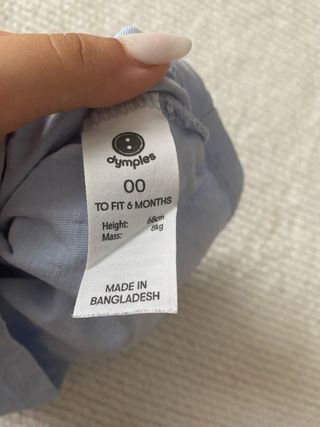 dymples
00
TO FIT 6 MONTHS
Height: 68cm
Mass: 8kg
MADE IN
BANGLADESH